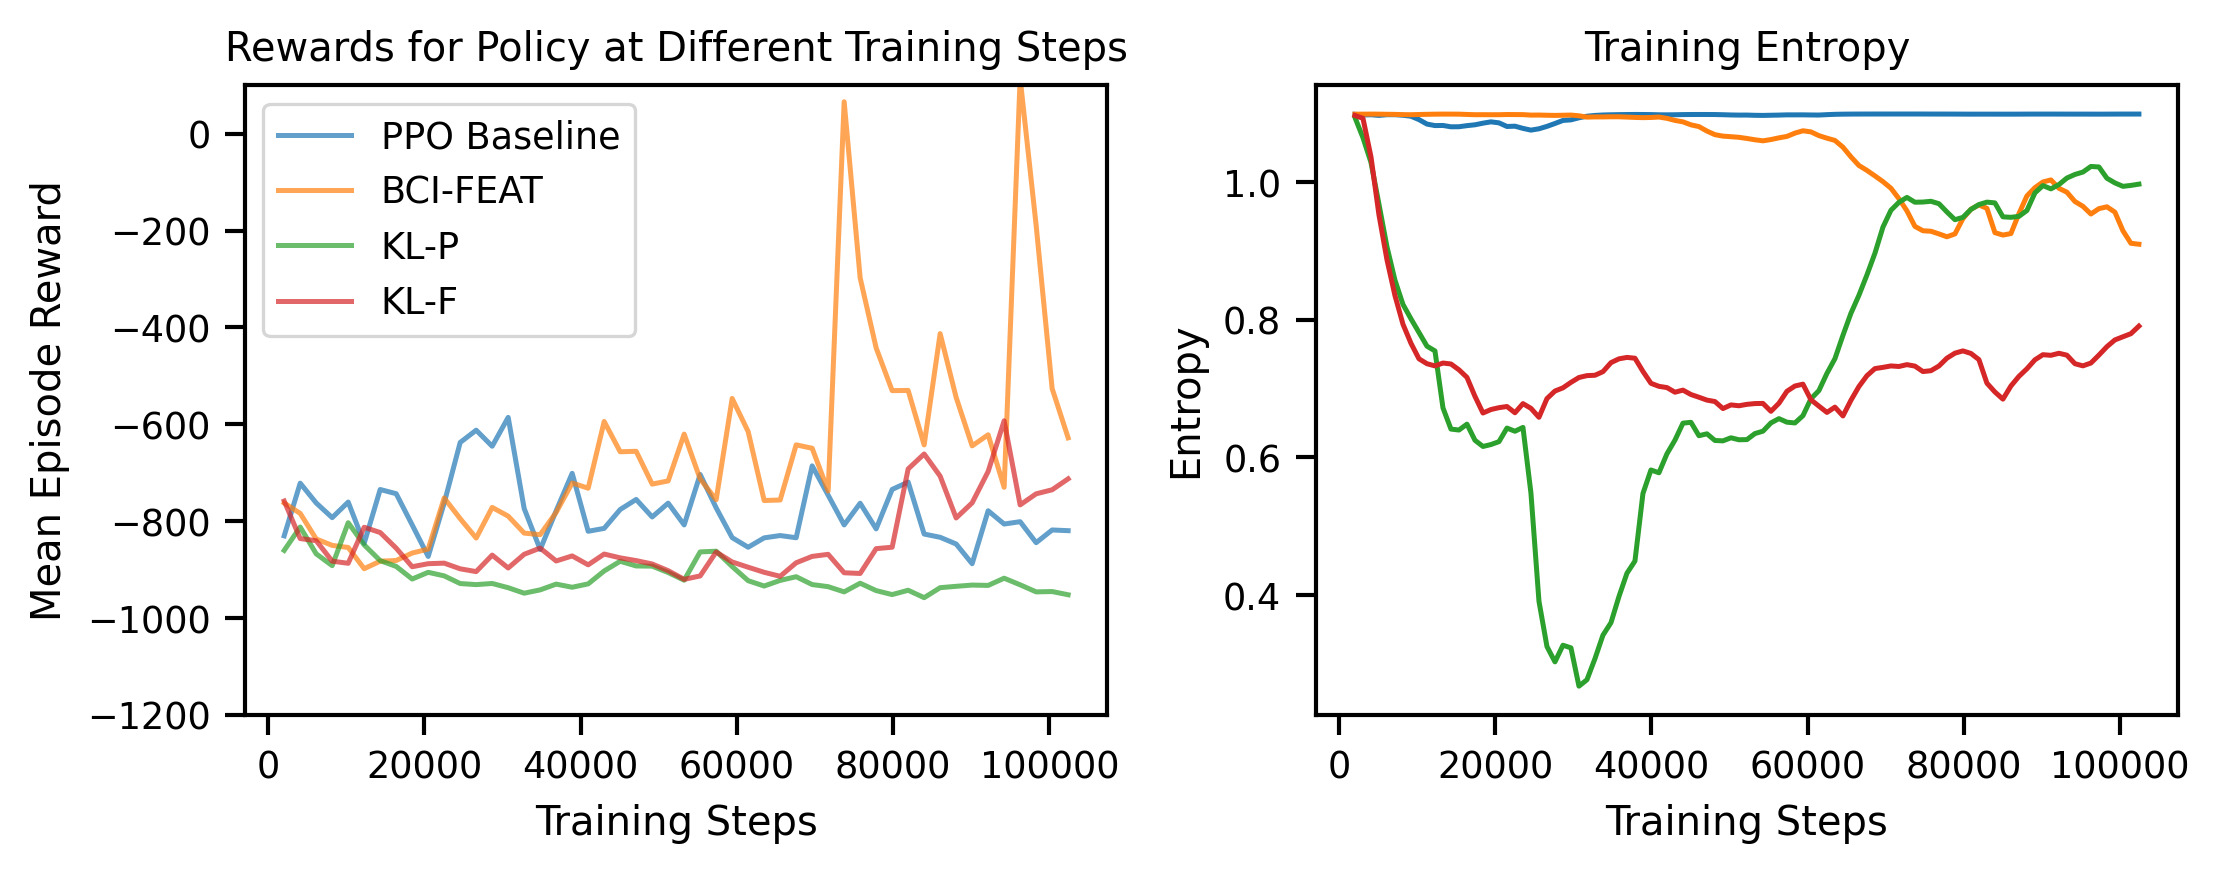 Rewards for Policy at Different Training Steps
Mean Episode Reward
0
−200
−400
−600
−800
−1000
−1200
PPO Baseline
BCI-FEAT
KL-P
KL-F
0 20000 40000 60000 80000 100000
Training Steps
Training Entropy
Entropy
1.0
0.8
0.6
0.4
0 20000 40000 60000 80000 100000
Training Steps